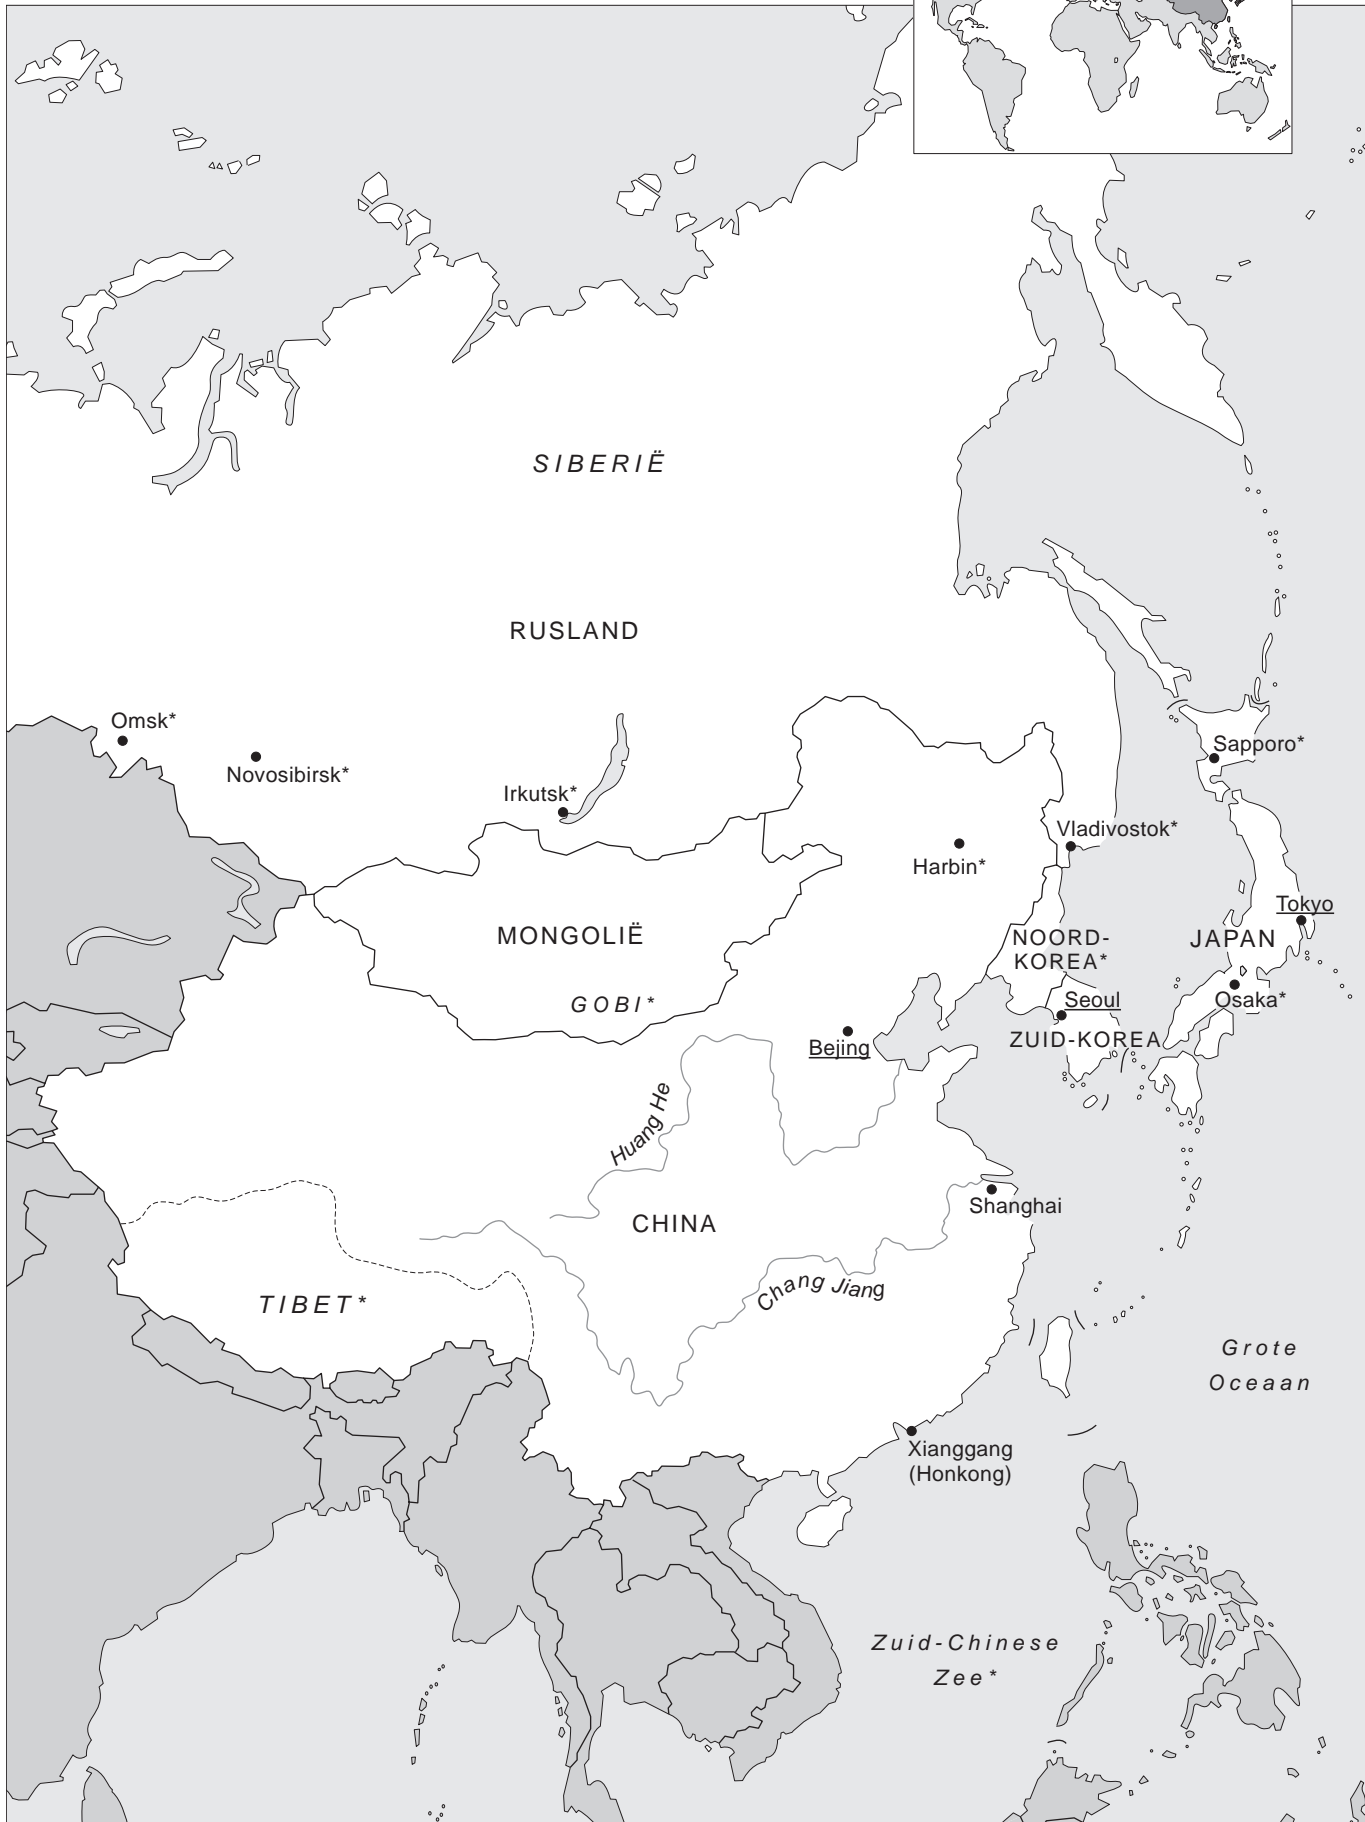 SIBERIË
RUSLAND
Omsk*
Novosibirsk*
Irkutsk*
Sapporo*
Vladivostok*
Harbin*
Tokyo
MONGOLIË
NOORD-
KOREA*
JAPAN
GOBI*
Seoul
Osaka*
ZUID-KOREA
Bejing
Huang He
Shanghai
CHINA
Chang Jiang
TIBET*
Grote
Oceaan
Xianggang
(Honkong)
Zuid-Chinese
Zee*